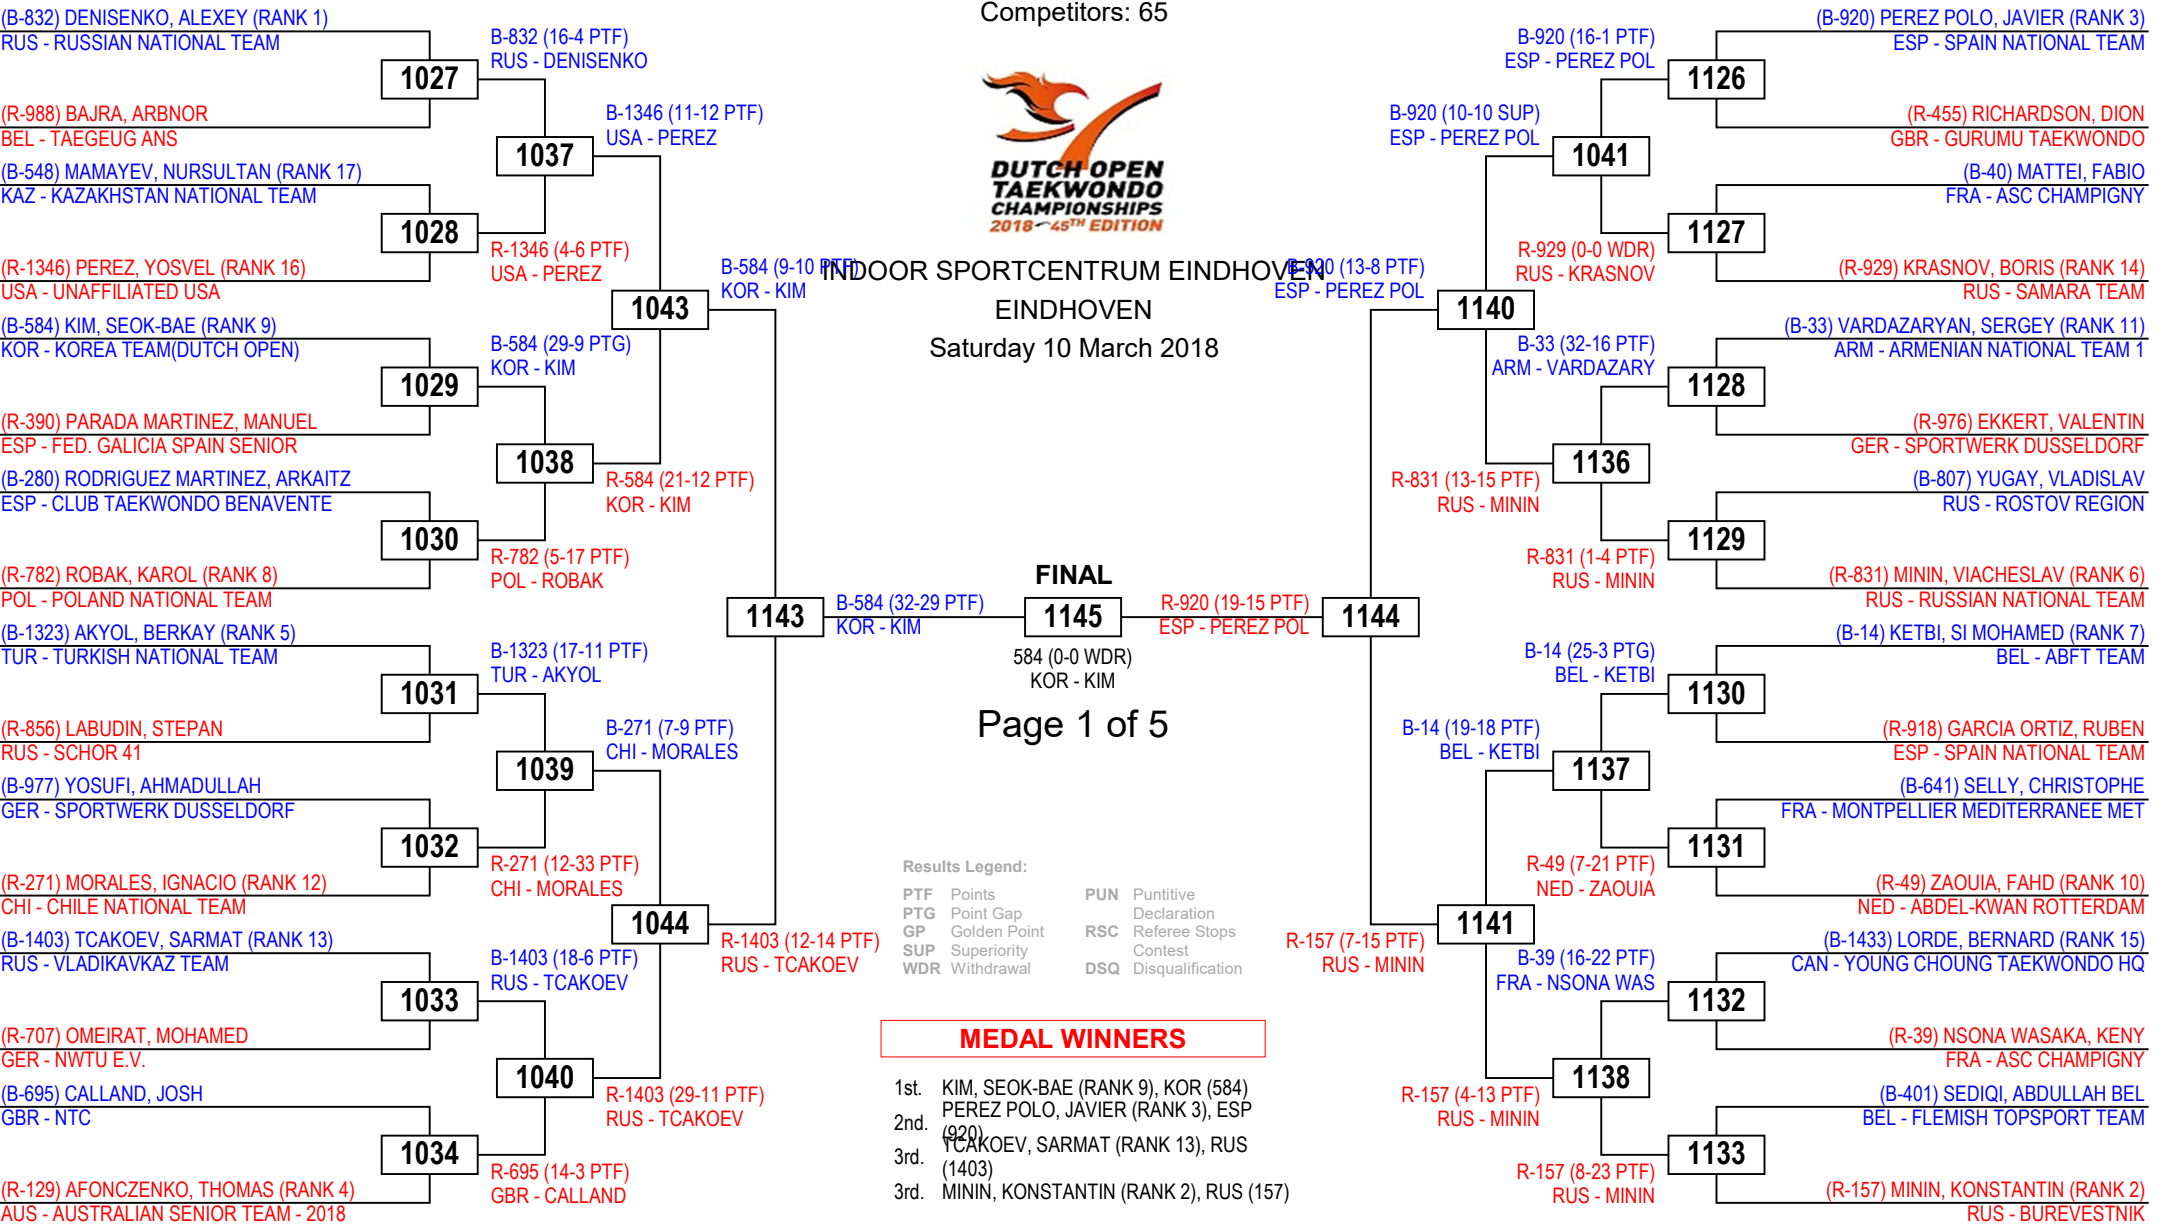 Competitors: 65
DUTCH OPEN
TAEKWONDO
CHAMPIONSHIPS
2018 45TH EDITION
INDOOR SPORTCENTRUM EINDHOVEN
EINDHOVEN
Saturday 10 March 2018
(B-832) DENISENKO, ALEXEY (RANK 1)
RUS - RUSSIAN NATIONAL TEAM
1027
(R-988) BAJRA, ARBNOR
BEL - TAEGEUG ANS
(B-548) MAMAYEV, NURSULTAN (RANK 17)
KAZ - KAZAKHSTAN NATIONAL TEAM
1028
(R-1346) PEREZ, YOSVEL (RANK 16)
USA - UNAFFILIATED USA
(B-584) KIM, SEOK-BAE (RANK 9)
KOR - KOREA TEAM(DUTCH OPEN)
1029
(R-390) PARADA MARTINEZ, MANUEL
ESP - FED. GALICIA SPAIN SENIOR
(B-280) RODRIGUEZ MARTINEZ, ARKAITZ
ESP - CLUB TAEKWONDO BENAVENTE
1030
(R-782) ROBAK, KAROL (RANK 8)
POL - POLAND NATIONAL TEAM
(B-1323) AKYOL, BERKAY (RANK 5)
TUR - TURKISH NATIONAL TEAM
1031
(R-856) LABUDIN, STEPAN
RUS - SCHOR 41
(B-977) YOSUFI, AHMADULLAH
GER - SPORTWERK DUSSELDORF
1032
(R-271) MORALES, IGNACIO (RANK 12)
CHI - CHILE NATIONAL TEAM
(B-1403) TCAKOEV, SARMAT (RANK 13)
RUS - VLADIKAVKAZ TEAM
1033
(R-707) OMEIRAT, MOHAMED
GER - NWTU E.V.
(B-695) CALLAND, JOSH
GBR - NTC
1034
(R-129) AFONCZENKO, THOMAS (RANK 4)
AUS - AUSTRALIAN SENIOR TEAM - 2018
B-832 (16-4 PTF)
RUS - DENISENKO
1037
R-1346 (4-6 PTF)
USA - PEREZ
B-584 (29-9 PTG)
KOR - KIM
1038
R-782 (5-17 PTF)
POL - ROBAK
B-1323 (17-11 PTF)
TUR - AKYOL
1039
R-271 (12-33 PTF)
CHI - MORALES
B-1403 (18-6 PTF)
RUS - TCAKOEV
1040
R-695 (14-3 PTF)
GBR - CALLAND
B-1346 (11-12 PTF)
USA - PEREZ
1043
R-584 (21-12 PTF)
KOR - KIM
B-271 (7-9 PTF)
CHI - MORALES
1044
R-1403 (29-11 PTF)
RUS - TCAKOEV
B-584 (9-10 PTF)
KOR - KIM
1143
R-1403 (12-14 PTF)
RUS - TCAKOEV
B-584 (32-29 PTF)
KOR - KIM
FINAL
1145
584 (0-0 WDR)
KOR - KIM
R-920 (19-15 PTF)
ESP - PEREZ POL
Page 1 of 5
B-920 (13-8 PTF)
ESP - PEREZ POL
1144
R-157 (7-15 PTF)
RUS - MININ
B-920 (10-10 SUP)
ESP - PEREZ POL
1140
R-831 (13-15 PTF)
RUS - MININ
B-14 (19-18 PTF)
BEL - KETBI
1141
R-157 (4-13 PTF)
RUS - MININ
B-920 (16-1 PTF)
ESP - PEREZ POL
1041
R-929 (0-0 WDR)
RUS - KRASNOV
B-33 (32-16 PTF)
ARM - VARDAZARY
1136
R-831 (1-4 PTF)
RUS - MININ
B-14 (25-3 PTG)
BEL - KETBI
1137
R-49 (7-21 PTF)
NED - ZAOUIA
B-39 (16-22 PTF)
FRA - NSONA WAS
1138
R-157 (8-23 PTF)
RUS - MININ
(B-920) PEREZ POLO, JAVIER (RANK 3)
ESP - SPAIN NATIONAL TEAM
1126
(R-455) RICHARDSON, DION
GBR - GURUMU TAEKWONDO
(B-40) MATTEI, FABIO
FRA - ASC CHAMPIGNY
1127
(R-929) KRASNOV, BORIS (RANK 14)
RUS - SAMARA TEAM
(B-33) VARDAZARYAN, SERGEY (RANK 11)
ARM - ARMENIAN NATIONAL TEAM 1
1128
(R-976) EKKERT, VALENTIN
GER - SPORTWERK DUSSELDORF
(B-807) YUGAY, VLADISLAV
RUS - ROSTOV REGION
1129
(R-831) MININ, VIACHESLAV (RANK 6)
RUS - RUSSIAN NATIONAL TEAM
(B-14) KETBI, SI MOHAMED (RANK 7)
BEL - ABFT TEAM
1130
(R-918) GARCIA ORTIZ, RUBEN
ESP - SPAIN NATIONAL TEAM
(B-641) SELLY, CHRISTOPHE
FRA - MONTPELLIER MEDITERRANEE MET
1131
(R-49) ZAOUIA, FAHD (RANK 10)
NED - ABDEL-KWAN ROTTERDAM
(B-1433) LORDE, BERNARD (RANK 15)
CAN - YOUNG CHOUNG TAEKWONDO HQ
1132
(R-39) NSONA WASAKA, KENY
FRA - ASC CHAMPIGNY
(B-401) SEDIQI, ABDULLAH BEL
BEL - FLEMISH TOPSPORT TEAM
1133
(R-157) MININ, KONSTANTIN (RANK 2)
RUS - BUREVESTNIK
Results Legend:
PTF Points
PTG Point Gap
GP Golden Point
SUP Superiority
WDR Withdrawal
PUN Puntitive
Declaration
RSC Referee Stops
Contest
DSQ Disqualification
MEDAL WINNERS
1st. KIM, SEOK-BAE (RANK 9), KOR (584)
2nd. PEREZ POLO, JAVIER (RANK 3), ESP
(920)
3rd. TCAKOEV, SARMAT (RANK 13), RUS
(1403)
3rd. MININ, KONSTANTIN (RANK 2), RUS (157)